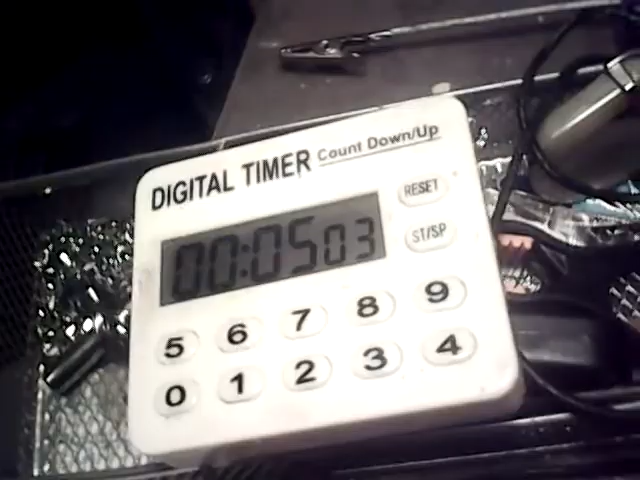 DIGITAL TIMER Count Down/Up
RESET
00:05 03
ST/SP
5 6 7 8 9
0 1 2 3 4